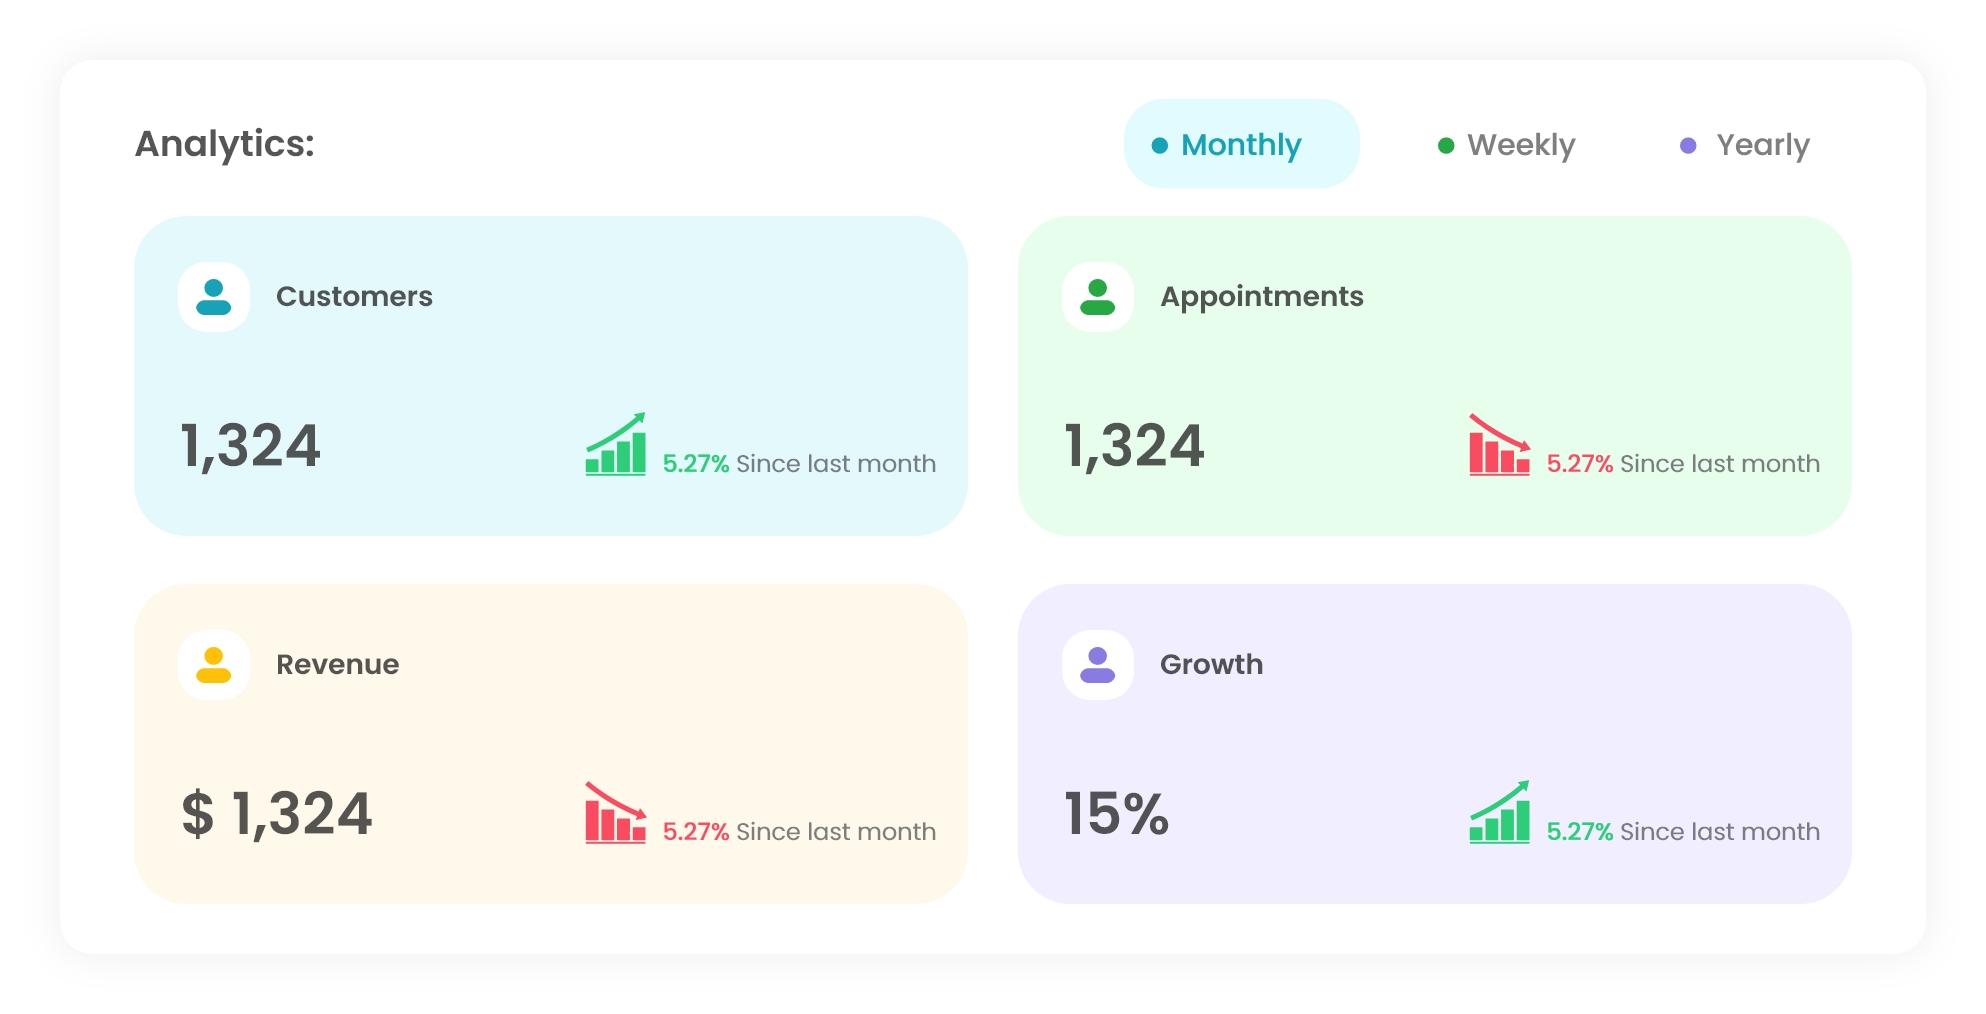 Analytics:
Monthly
Weekly
Yearly
Customers
1,324
5.27% Since last month
Appointments
1,324
5.27% Since last month
Revenue
$ 1,324
5.27% Since last month
Growth
15%
5.27% Since last month